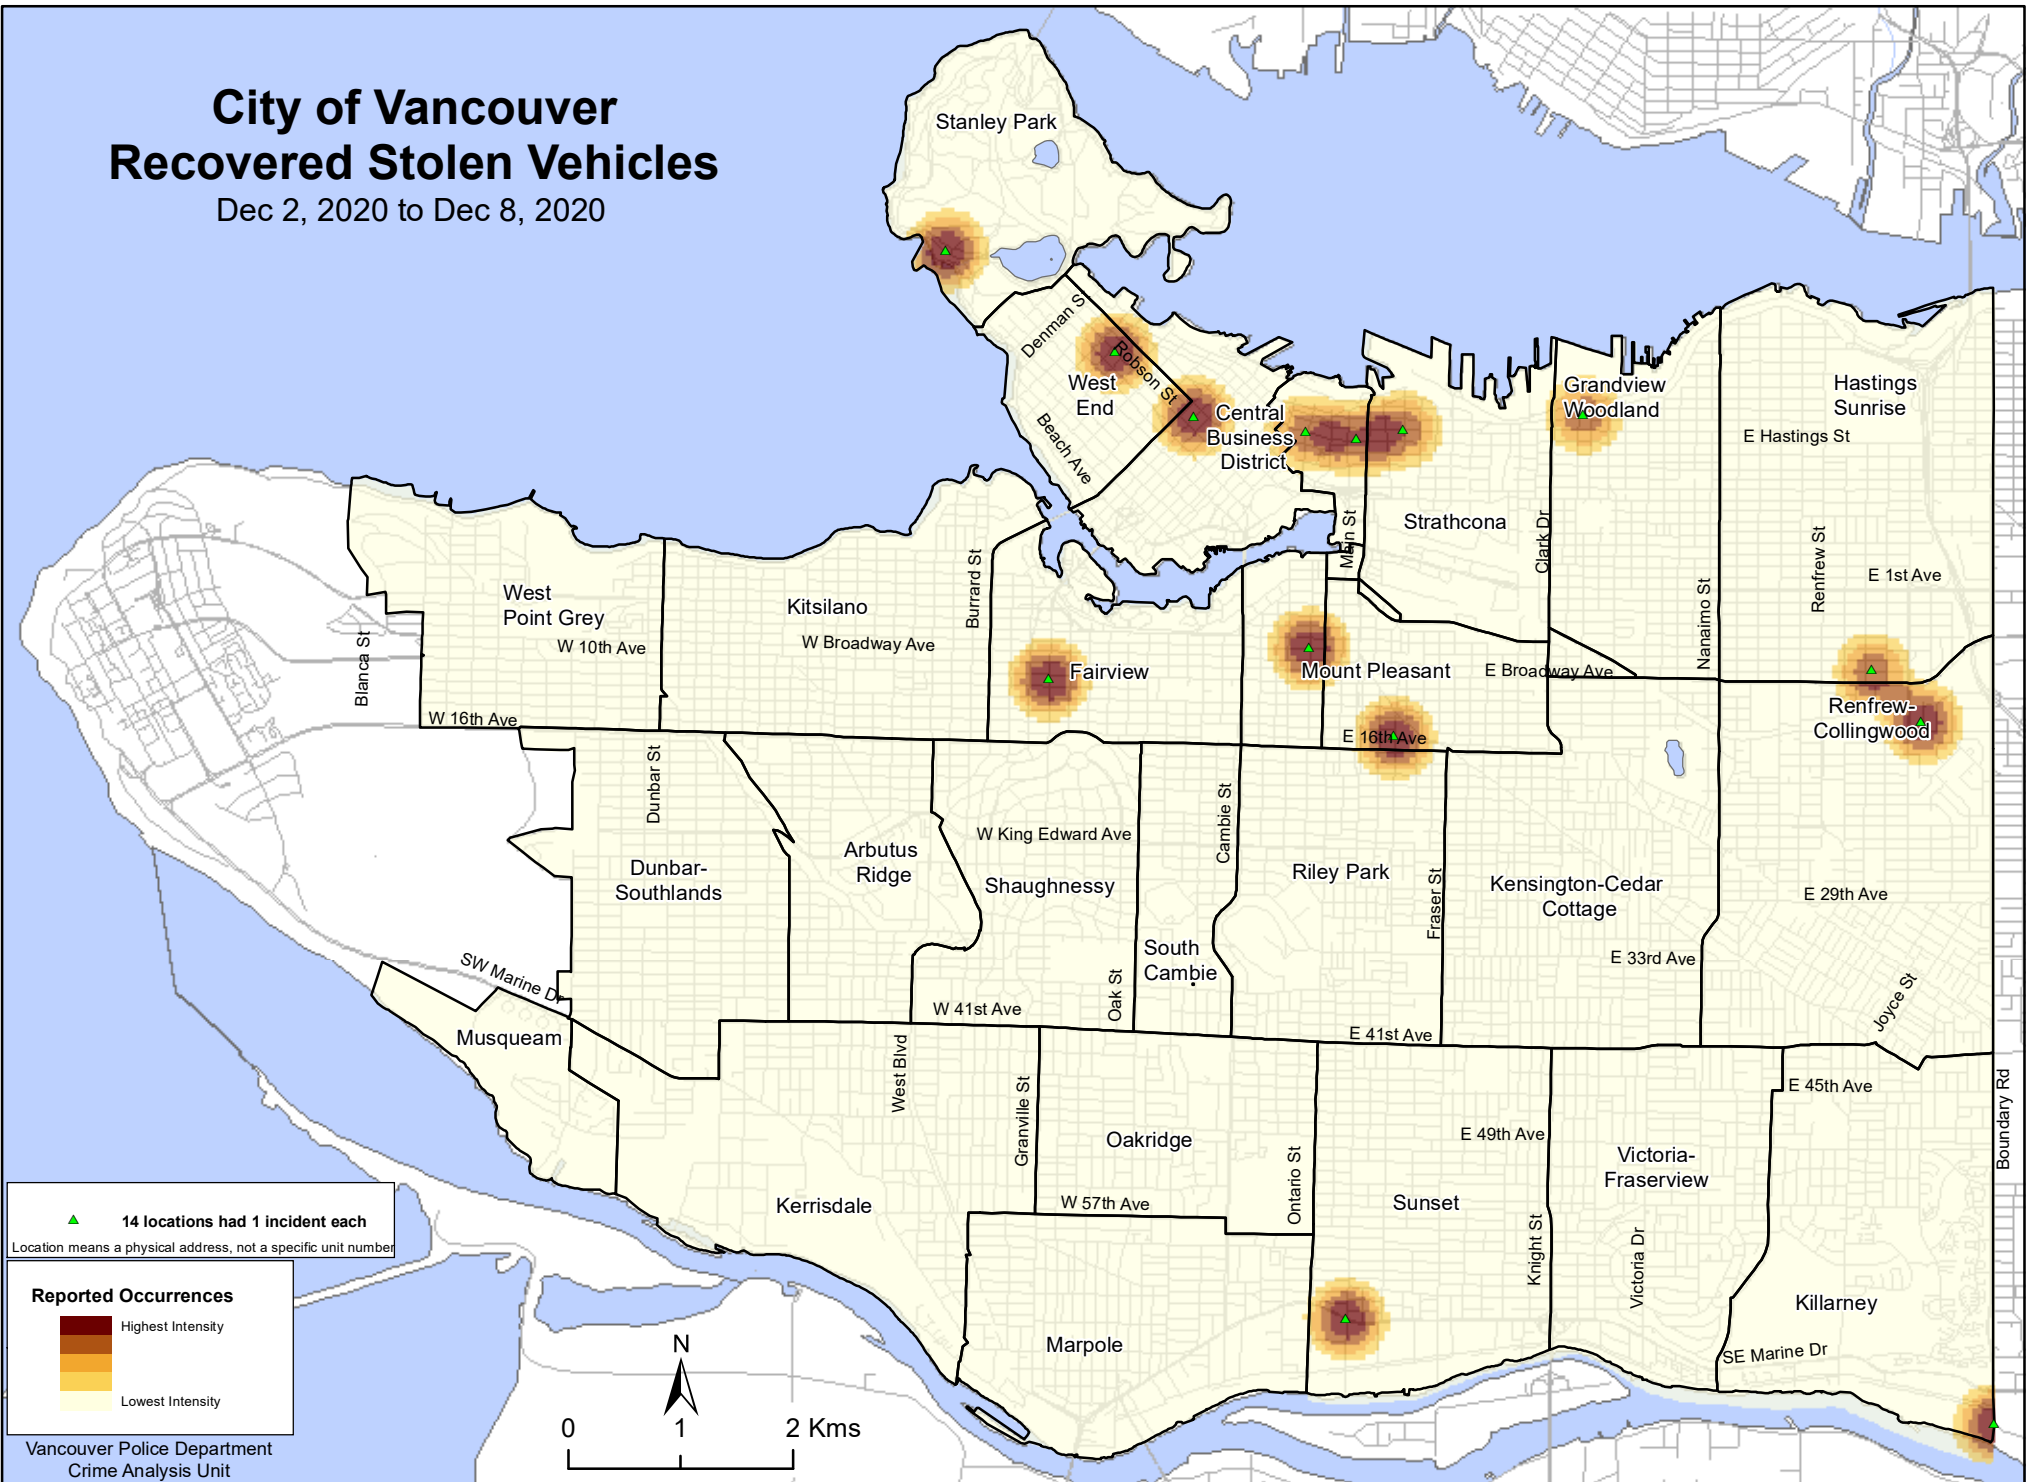 City of Vancouver
Recovered Stolen Vehicles
Dec 2, 2020 to Dec 8, 2020
Stanley Park
Denman S
Robson St
West
End
Beach Ave
Central
Business
District
Grandview
Woodland
Hastings
Sunrise
E Hastings St
Strathcona
Main St
Clark Dr
Nanaimo St
Renfrew St
E 1st Ave
West
Point Grey
W 10th Ave
Blanca St
W 16th Ave
Kitsilano
W Broadway Ave
Burrard St
Fairview
Mount Pleasant
E Broadway Ave
E 16th Ave
Renfrew-
Collingwood
Dunbar St
Dunbar-
Southlands
Arbutus
Ridge
W King Edward Ave
Shaughnessy
Cambie St
South
Cambie
Oak St
Riley Park
Fraser St
Kensington-Cedar
Cottage
E 29th Ave
E 33rd Ave
Joyce St
SW Marine Dr
Musqueam
W 41st Ave
E 41st Ave
West Blvd
Granville St
Oakridge
Ontario St
E 49th Ave
Victoria-
Fraserview
E 45th Ave
Boundary Rd
Kerrisdale
W 57th Ave
Sunset
Knight St
Victoria Dr
Killarney
Marpole
SE Marine Dr
14 locations had 1 incident each
Location means a physical address, not a specific unit number
Reported Occurrences
Highest Intensity
Lowest Intensity
Vancouver Police Department
Crime Analysis Unit
N
0 1 2 Kms